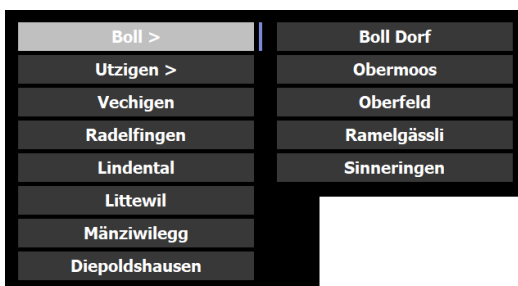 Boll >
Utzigen >
Vechigen
Radelfingen
Lindental
Littewil
Mänziwilegg
Diepoldshausen
Boll Dorf
Obermoos
Oberfeld
Ramelgässli
Sinneringen